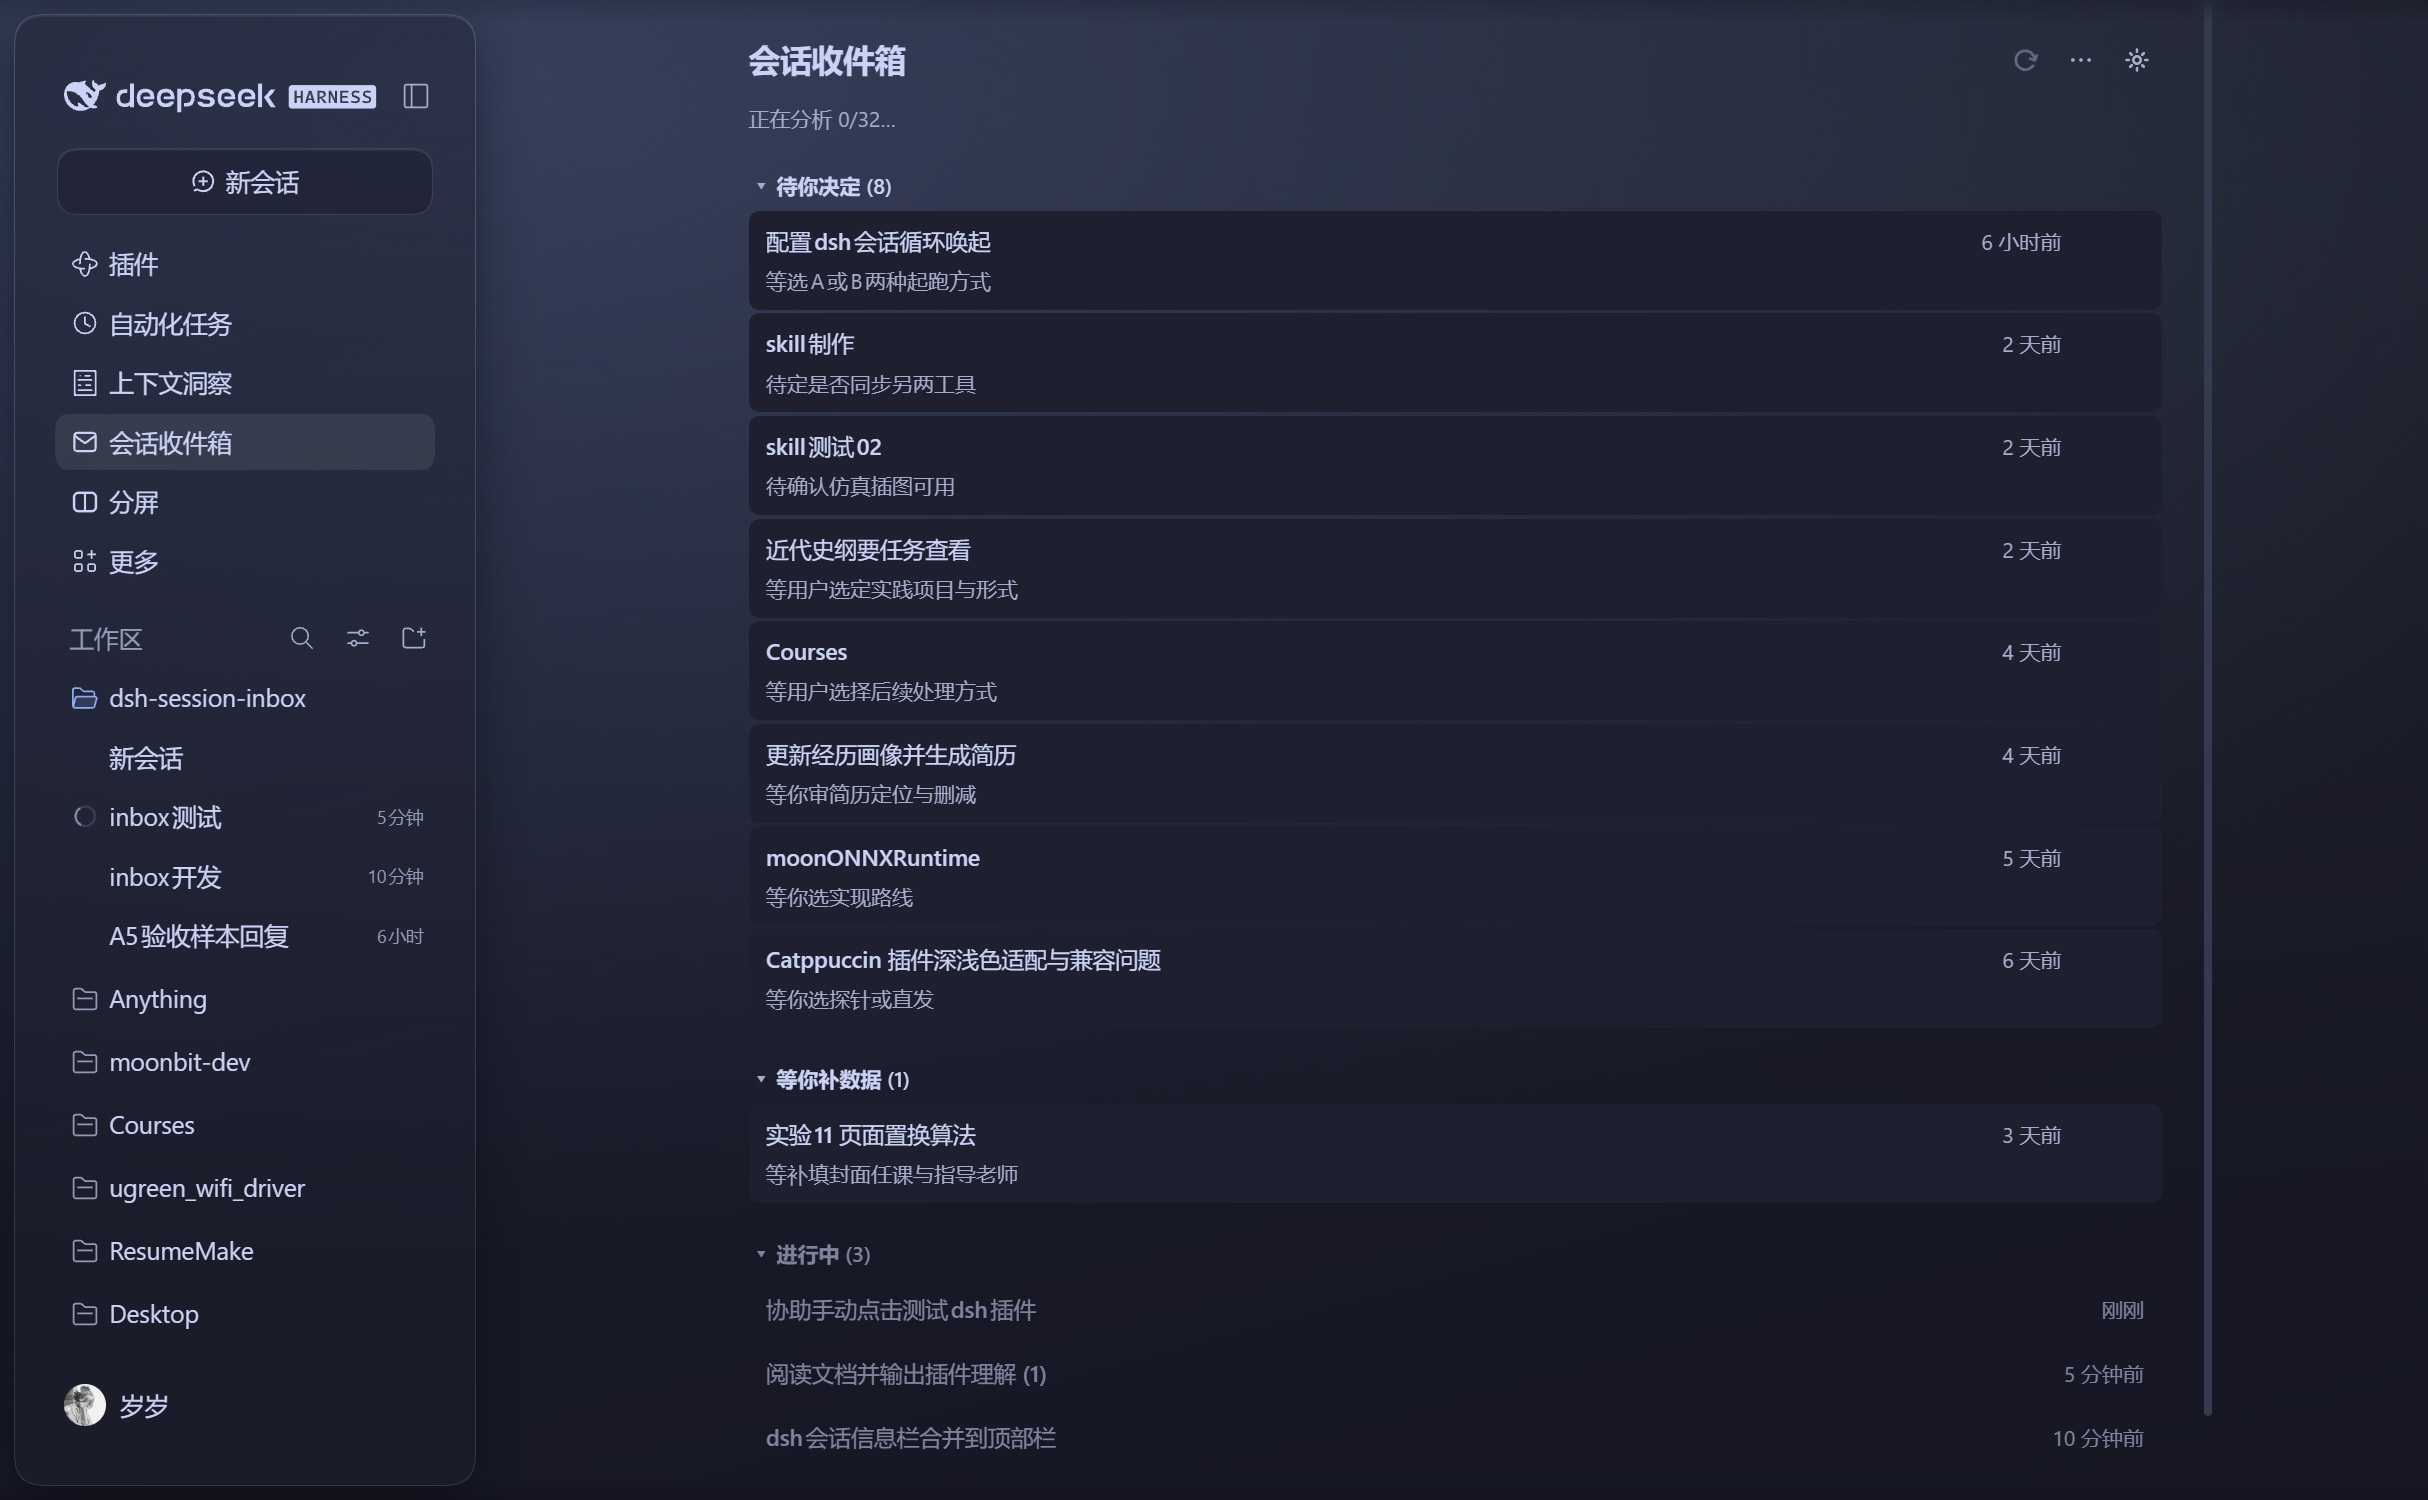 deepseek HARNESS
新会话
插件
自动化任务
上下文洞察
会话收件箱
分屏
更多
工作区
dsh-session-inbox
新会话
inbox测试 5分钟
inbox开发 10分钟
A5验收样本回复 6小时
Anything
moonbit-dev
Courses
ugreen_wifi_driver
ResumeMake
Desktop
岁岁
会话收件箱
正在分析 0/32...
待你决定 (8)
配置dsh会话循环唤起 6 小时前
等选A或B两种起跑方式
skill制作 2 天前
待定是否同步另两工具
skill测试02 2 天前
待确认仿真插图可用
近代史纲要任务查看 2 天前
等用户选定实践项目与形式
Courses 4 天前
等用户选择后续处理方式
更新经历画像并生成简历 4 天前
等你审简历定位与删减
moonONNXRuntime 5 天前
等你选实现路线
Catppuccin 插件深浅色适配与兼容问题 6 天前
等你选探针或直发
等你补数据 (1)
实验11 页面置换算法 3 天前
等补填封面任课与指导老师
进行中 (3)
协助手动点击测试dsh插件 刚刚
阅读文档并输出插件理解 (1) 5 分钟前
dsh会话信息栏合并到顶部栏 10 分钟前